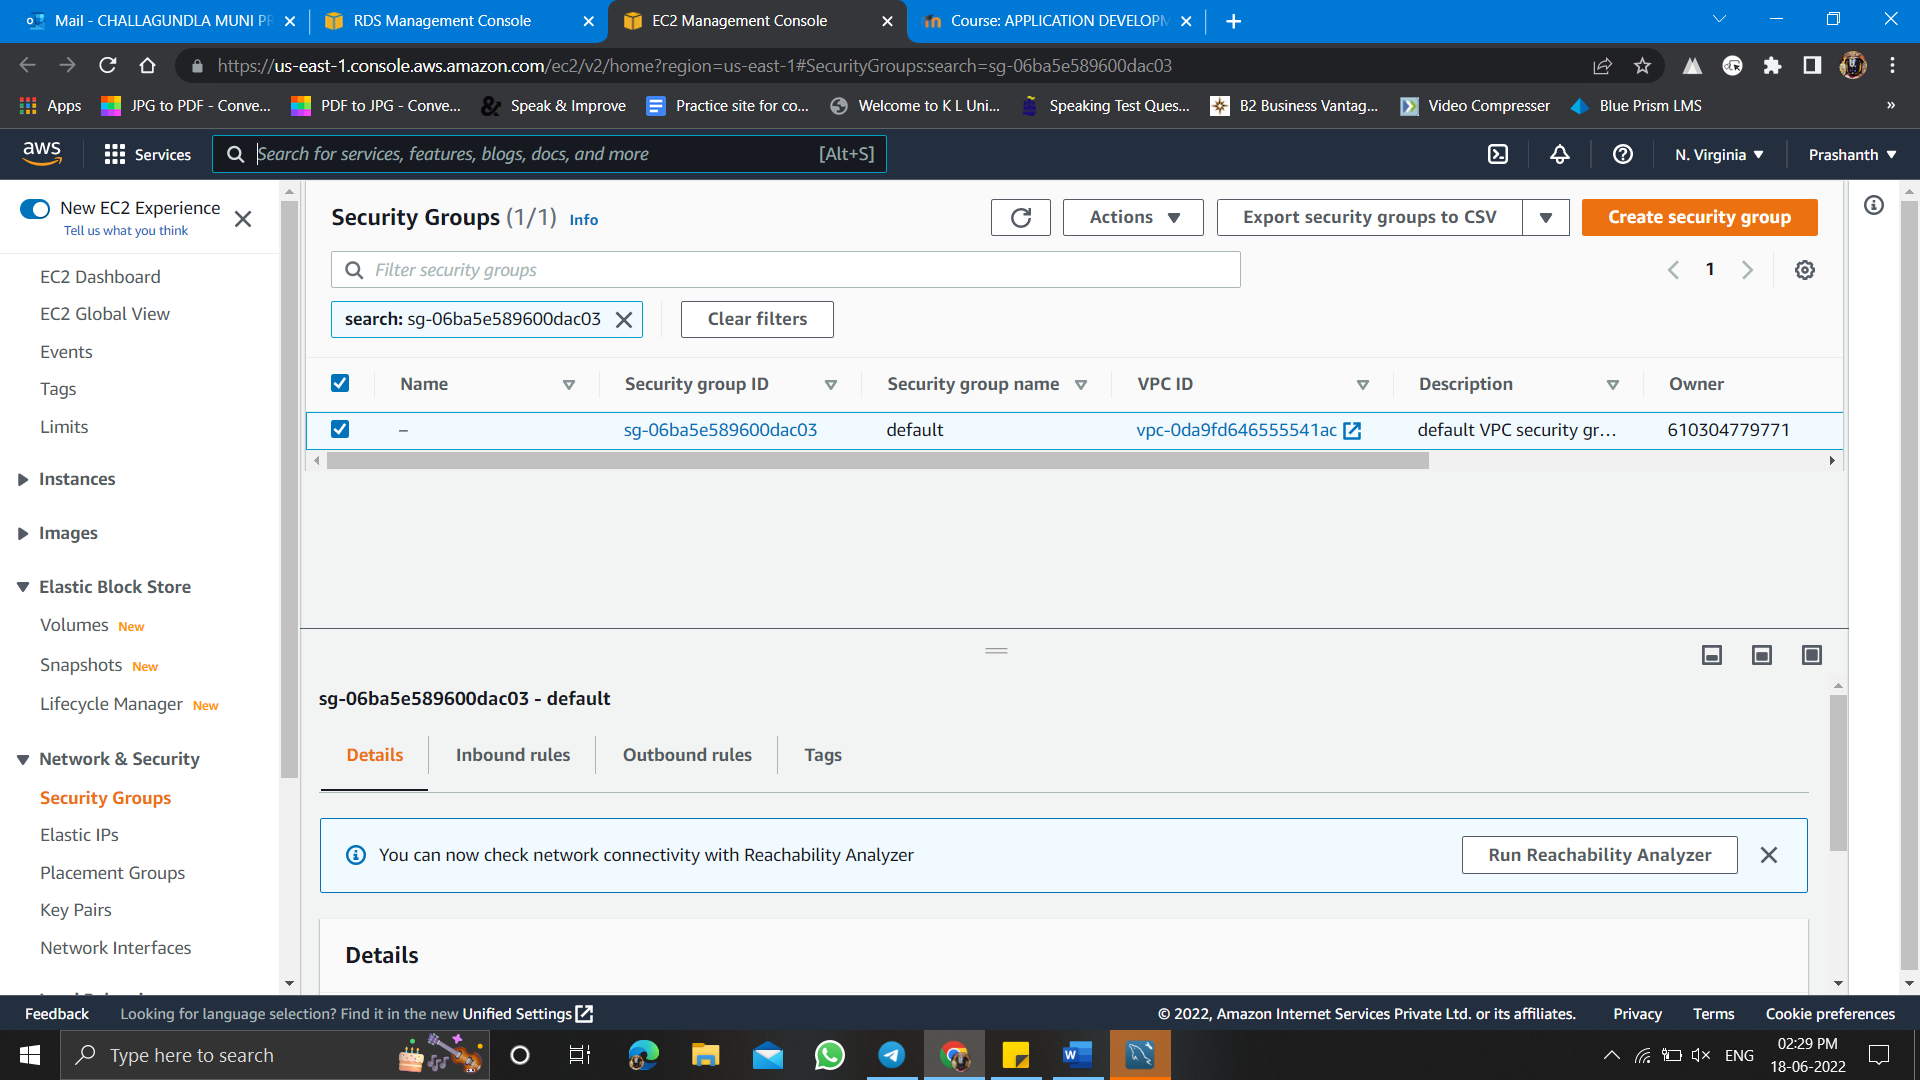 Mail - CHALLAGUNDLA MUNI PR
RDS Management Console
EC2 Management Console
Course: APPLICATION DEVELOPM
https://us-east-1.console.aws.amazon.com/ec2/v2/home?region=us-east-1#SecurityGroups:search=sg-06ba5e589600dac03
Apps
JPG to PDF - Conve...
PDF to JPG - Conve...
Speak & Improve
Practice site for co...
Welcome to K L Uni...
Speaking Test Ques...
B2 Business Vantag...
Video Compresser
Blue Prism LMS
»
aws
Services
Search for services, features, blogs, docs, and more
[Alt+S]
N. Virginia
Prashanth
New EC2 Experience
Tell us what you think
EC2 Dashboard
EC2 Global View
Events
Tags
Limits
Instances
Images
Elastic Block Store
Volumes New
Snapshots New
Lifecycle Manager New
Network & Security
Security Groups
Elastic IPs
Placement Groups
Key Pairs
Network Interfaces
Security Groups (1/1) Info
Actions
Export security groups to CSV
Create security group
Filter security groups
1
search: sg-06ba5e589600dac03
Clear filters
Name
Security group ID
Security group name
VPC ID
Description
Owner
–
sg-06ba5e589600dac03
default
vpc-0da9fd646555541ac
default VPC security gr...
610304779771
sg-06ba5e589600dac03 - default
Details
Inbound rules
Outbound rules
Tags
You can now check network connectivity with Reachability Analyzer
Run Reachability Analyzer
Details
Feedback
Looking for language selection? Find it in the new Unified Settings
© 2022, Amazon Internet Services Private Ltd. or its affiliates.
Privacy
Terms
Cookie preferences
Type here to search
ENG
02:29 PM
18-06-2022